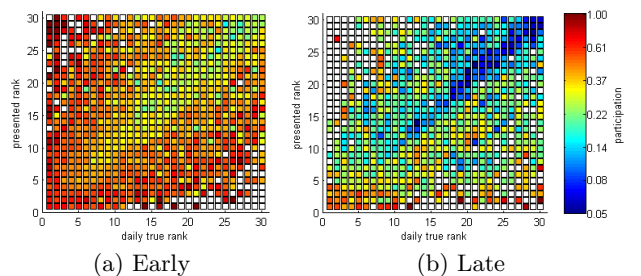 30
25
20
15
10
5
0
presented rank
0 5 10 15 20 25 30
daily true rank
(a) Early
30
25
20
15
10
5
0
presented rank
0 5 10 15 20 25 30
daily true rank
(b) Late
1.00
0.61
0.37
0.22
0.14
0.08
0.05
participation